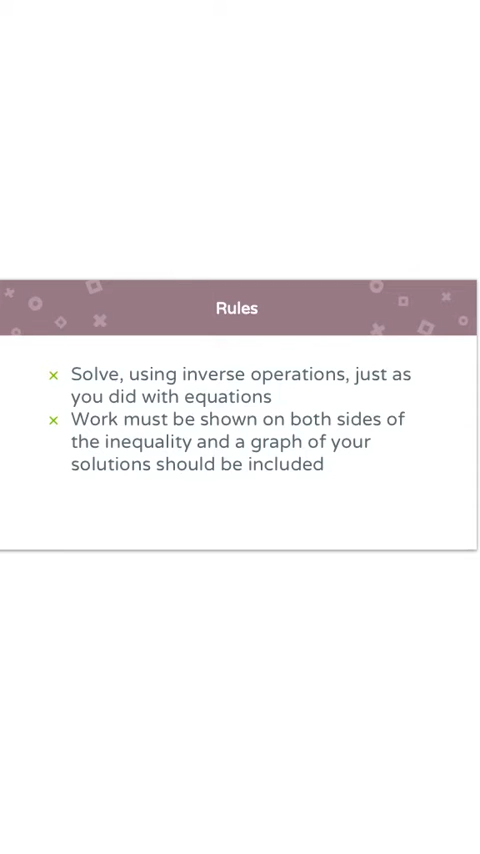 Rules
Solve, using inverse operations, just as
you did with equations
Work must be shown on both sides of
the inequality and a graph of your
solutions should be included